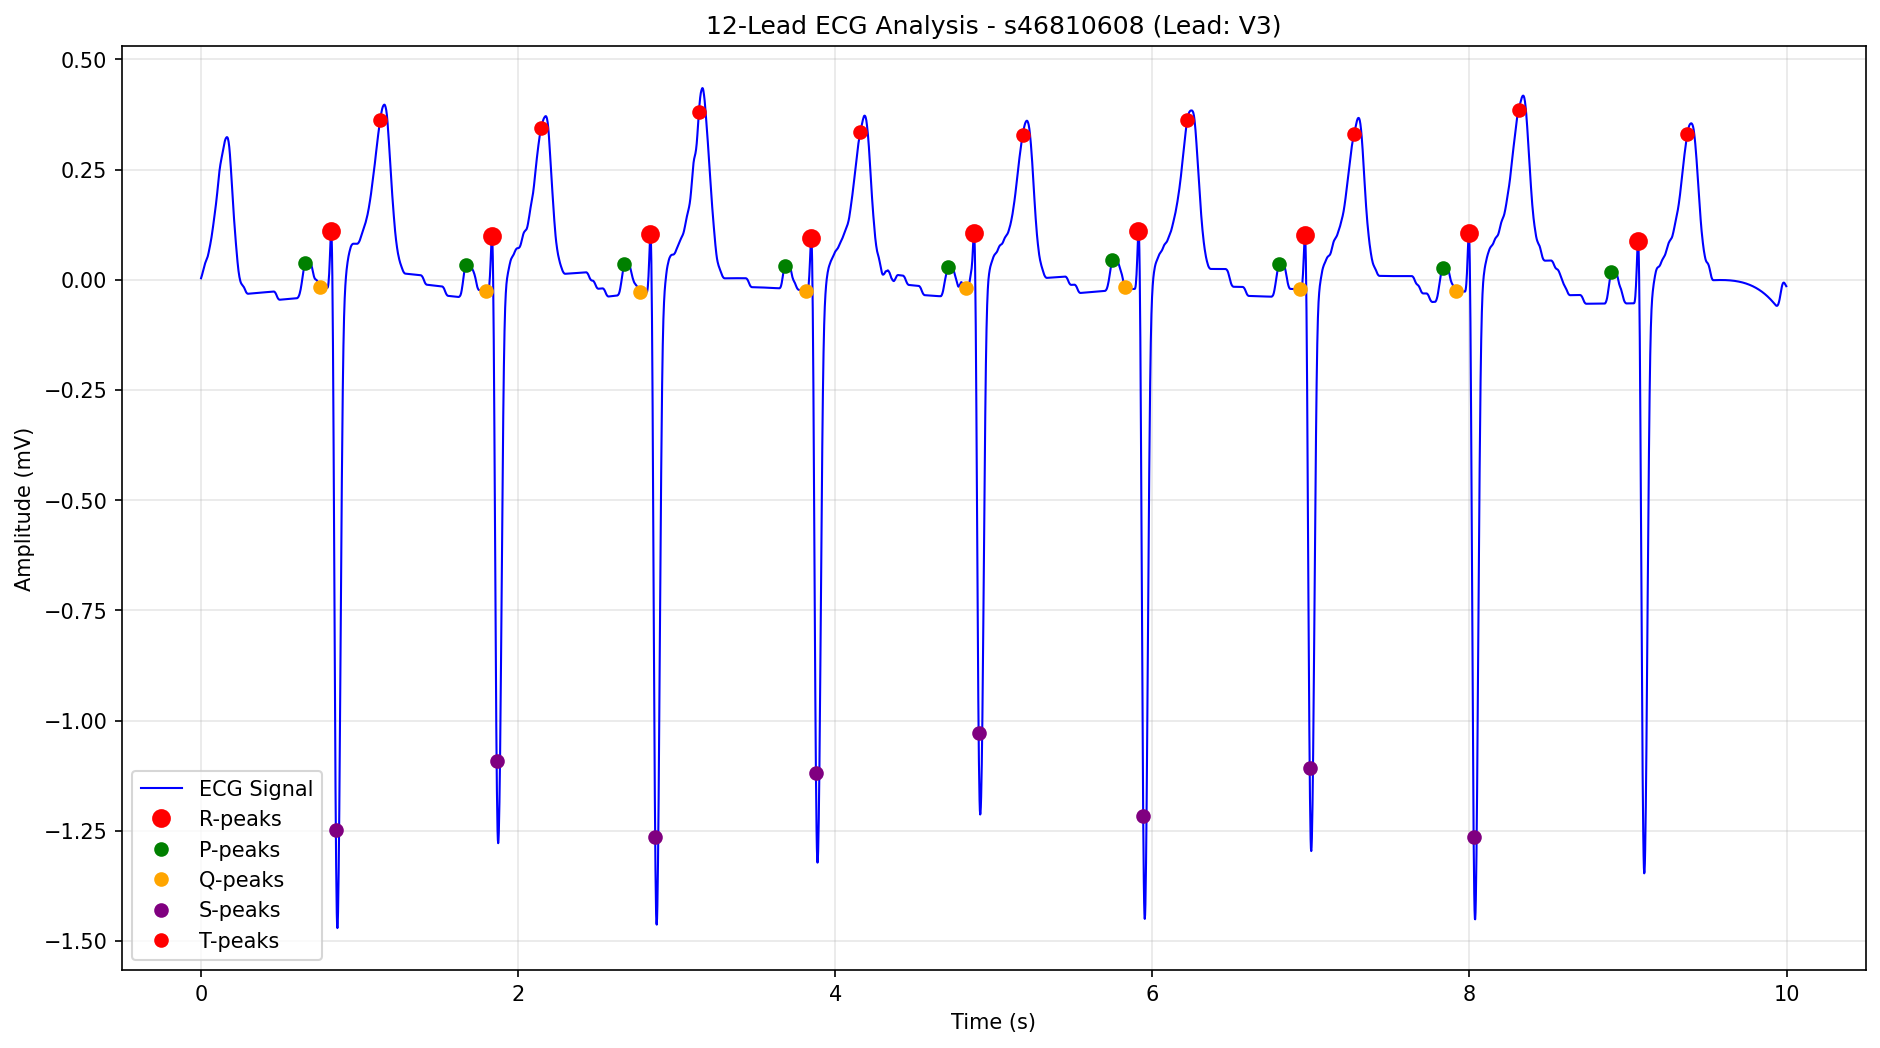 12-Lead ECG Analysis - s46810608 (Lead: V3)
0.50
0.25
0.00
−0.25
−0.50
−0.75
−1.00
−1.25
−1.50
Amplitude (mV)
ECG Signal
R-peaks
P-peaks
Q-peaks
S-peaks
T-peaks
0 2 4 6 8 10
Time (s)